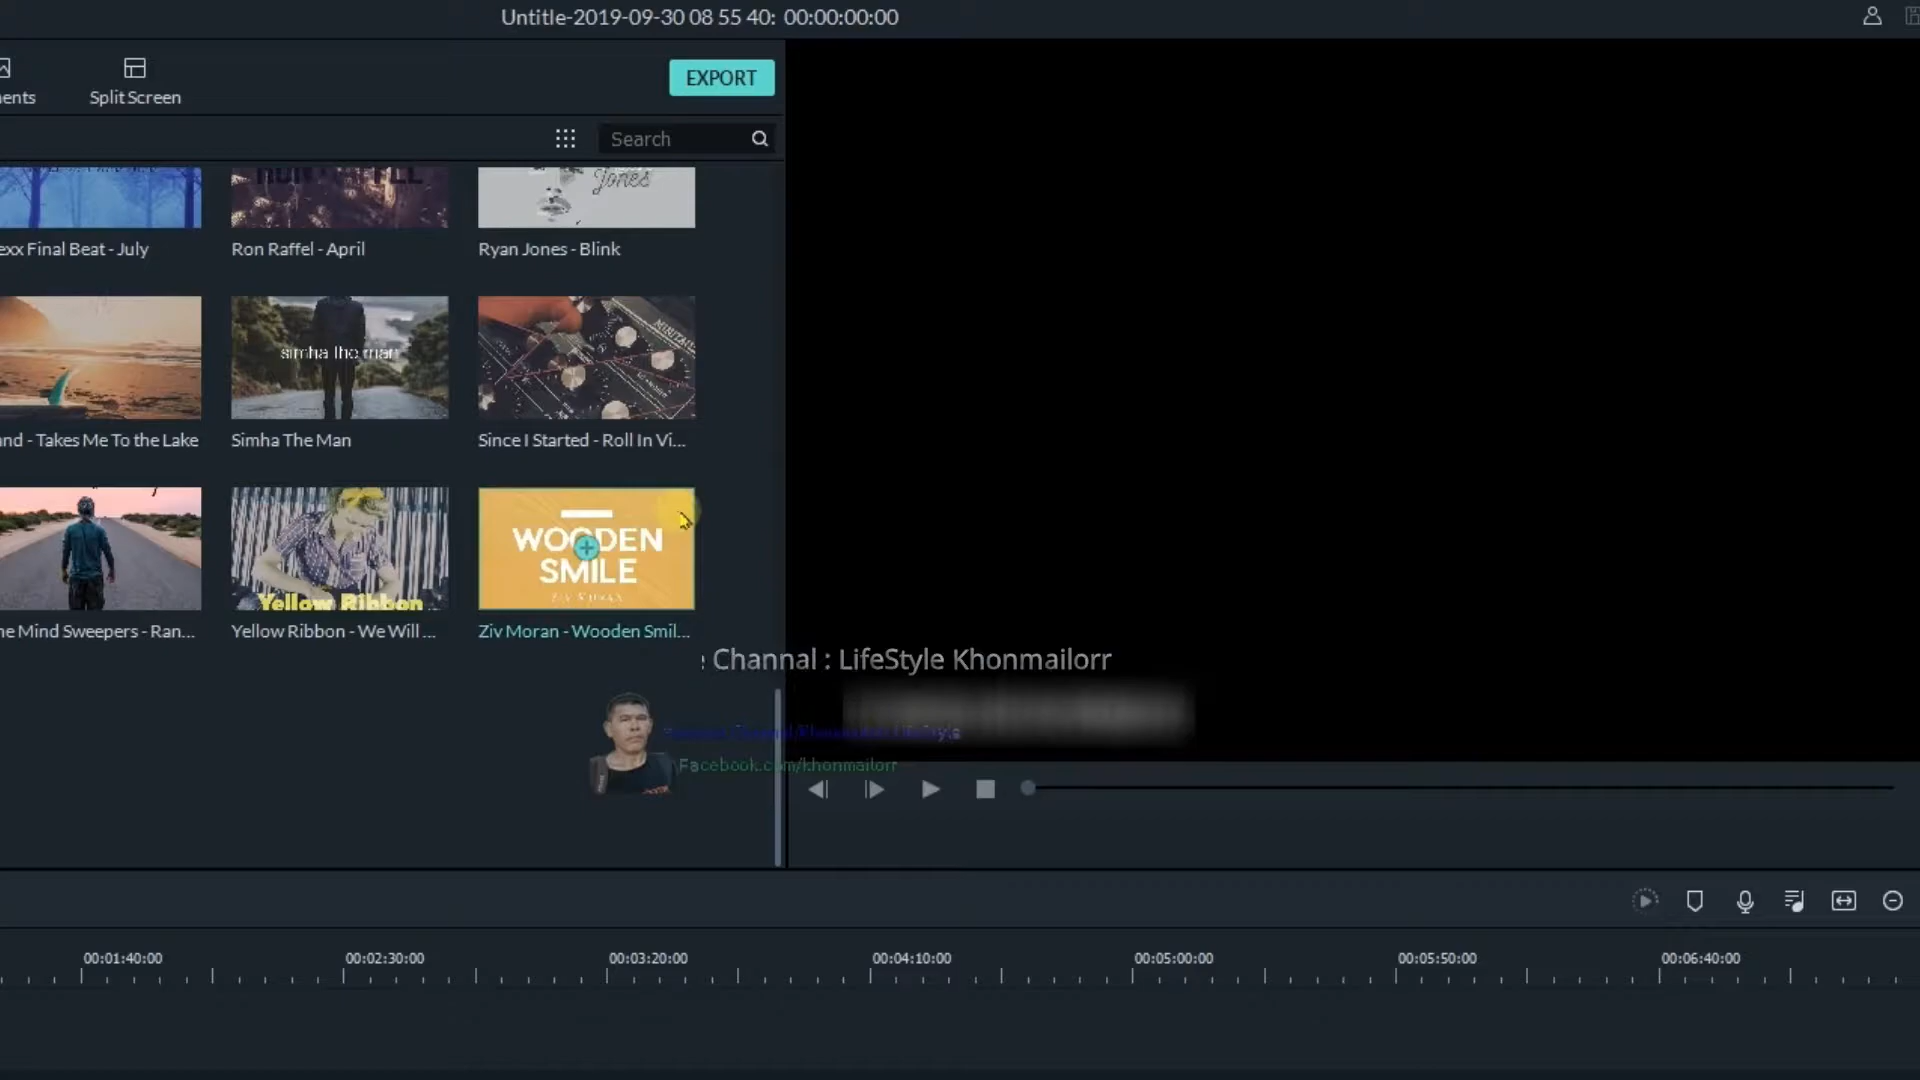 Untitle-2019-09-30 08 55 40: 00:00:00:00
ents
Split Screen
EXPORT
Search
Jones
exx Final Beat - July
Ron Raffel - April
Ryan Jones - Blink
simha the man
nd - Takes Me To the Lake
Simha The Man
Since I Started - Roll In Vi...
WOODEN
SMILE
Yellow Ribbon
ne Mind Sweepers - Ran...
Yellow Ribbon - We Will ...
Ziv Moran - Wooden Smil...
Channal : LifeStyle Khonmailorr
Facebook.com/khonmailorr
00:01:40:00
00:02:30:00
00:03:20:00
00:04:10:00
00:05:00:00
00:05:50:00
00:06:40:00